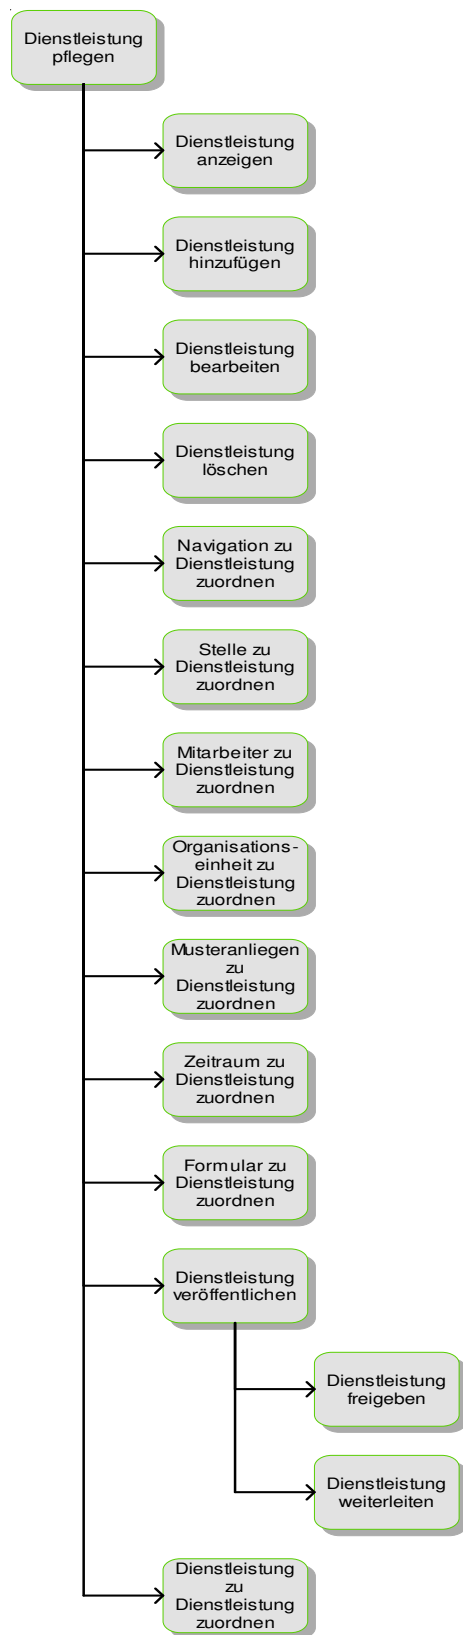 Dienstleistung
pflegen
Dienstleistung
anzeigen
Dienstleistung
hinzufügen
Dienstleistung
bearbeiten
Dienstleistung
löschen
Navigation zu
Dienstleistung
zuordnen
Stelle zu
Dienstleistung
zuordnen
Mitarbeiter zu
Dienstleistung
zuordnen
Organisations-
einheit zu
Dienstleistung
zuordnen
Musteranliegen
zu
Dienstleistung
zuordnen
Zeitraum zu
Dienstleistung
zuordnen
Formular zu
Dienstleistung
zuordnen
Dienstleistung
veröffentlichen
Dienstleistung
freigeben
Dienstleistung
weiterleiten
Dienstleistung
zu
Dienstleistung
zuordnen